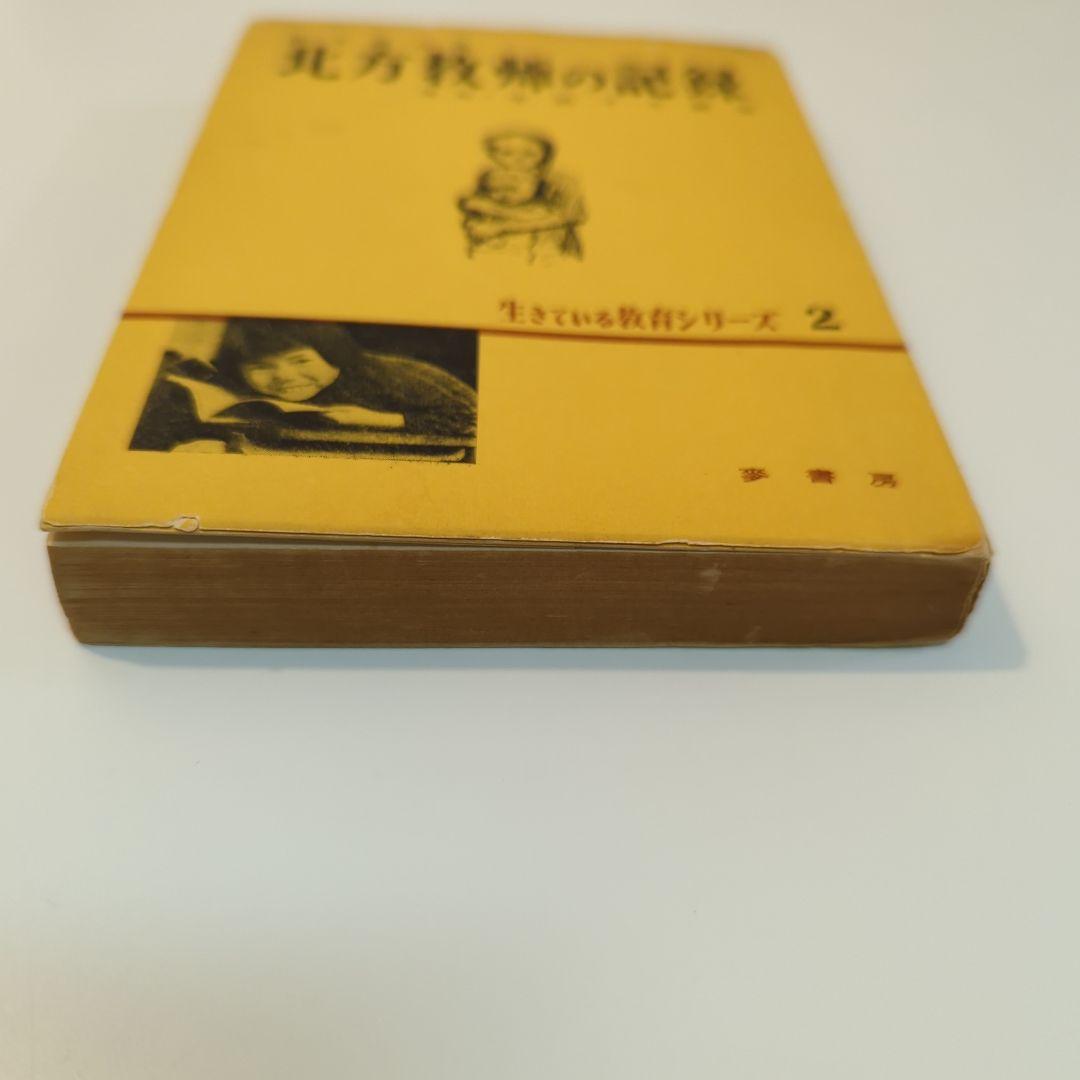 北方教師の記録
生きている教育シリーズ 2
麥書房